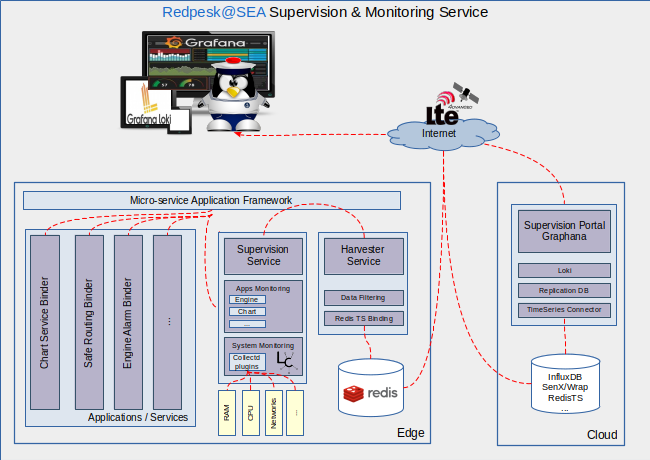 Redpesk@SEA Supervision & Monitoring Service
Grafana
Grafana loki
LTE
ADVANCED
Internet
Micro-service Application Framework
Chart Service Binder
Safe Routing Binder
Engine Alarm Binder
...
Applications / Services
Supervision
Service
Apps Monitoring
Engine
Chart
...
System Monitoring
Collectd
plugins
RAM
CPU
Networks
...
Harvester
Service
Data Filtering
Redis TS Binding
redis
Edge
Supervision Portal
Graphana
Loki
Replication DB
TimeSeries Connector
InfluxDB
SenX/Wrap
RedisTS
...
Cloud